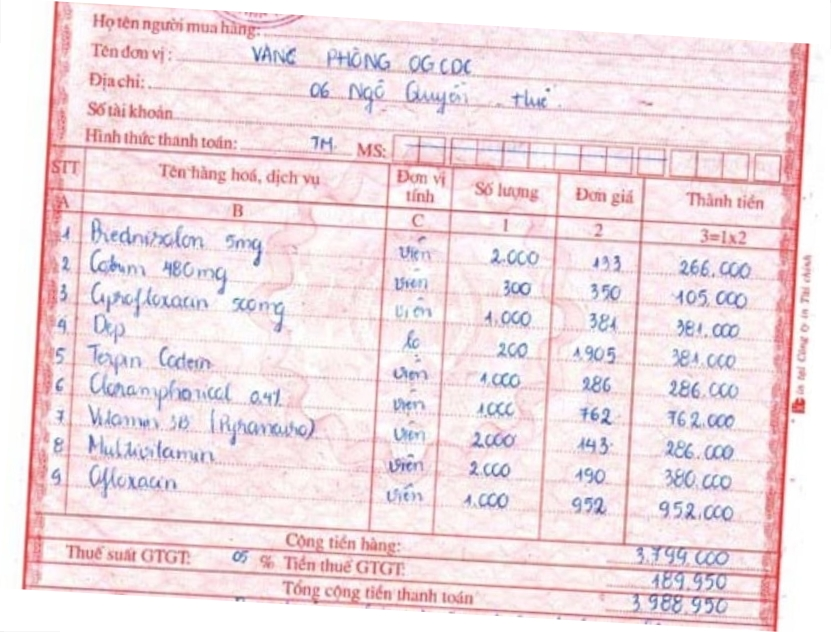 Họ tên người mua hàng:
Tên đơn vị: VĂNG PHÒNG OGCDC
Địa chỉ: 06 Ngô Quyền Huế
Số tài khoản
Hình thức thanh toán: TM MS:
STT Tên hàng hoá, dịch vụ Đơn vị tính Số lượng Đơn giá Thành tiền
A B C 1 2 3=1x2
1 Prednizalon 5mg viên 2.000 133 266.000
2 Cotrim 480mg viên 300 350 105.000
3 Ciprofloxacin 500mg viên 1.000 381 381.000
4 Dep lọ 200 1.905 381.000
5 Terpin Codein viên 1.000 286 286.000
6 Cloramphenical 0.4% viên 1.000 762 762.000
7 Vitamin 3B viên 2.000 143 286.000
8 Multivitamin viên 2.000 190 380.000
9 Ofloxacin viên 1.000 952 952.000
Cộng tiền hàng: 3.799.000
Thuế suất GTGT: 05 % Tiền thuế GTGT: 189.950
Tổng cộng tiền thanh toán 3.988.950
in tại Công ty in Tài chính